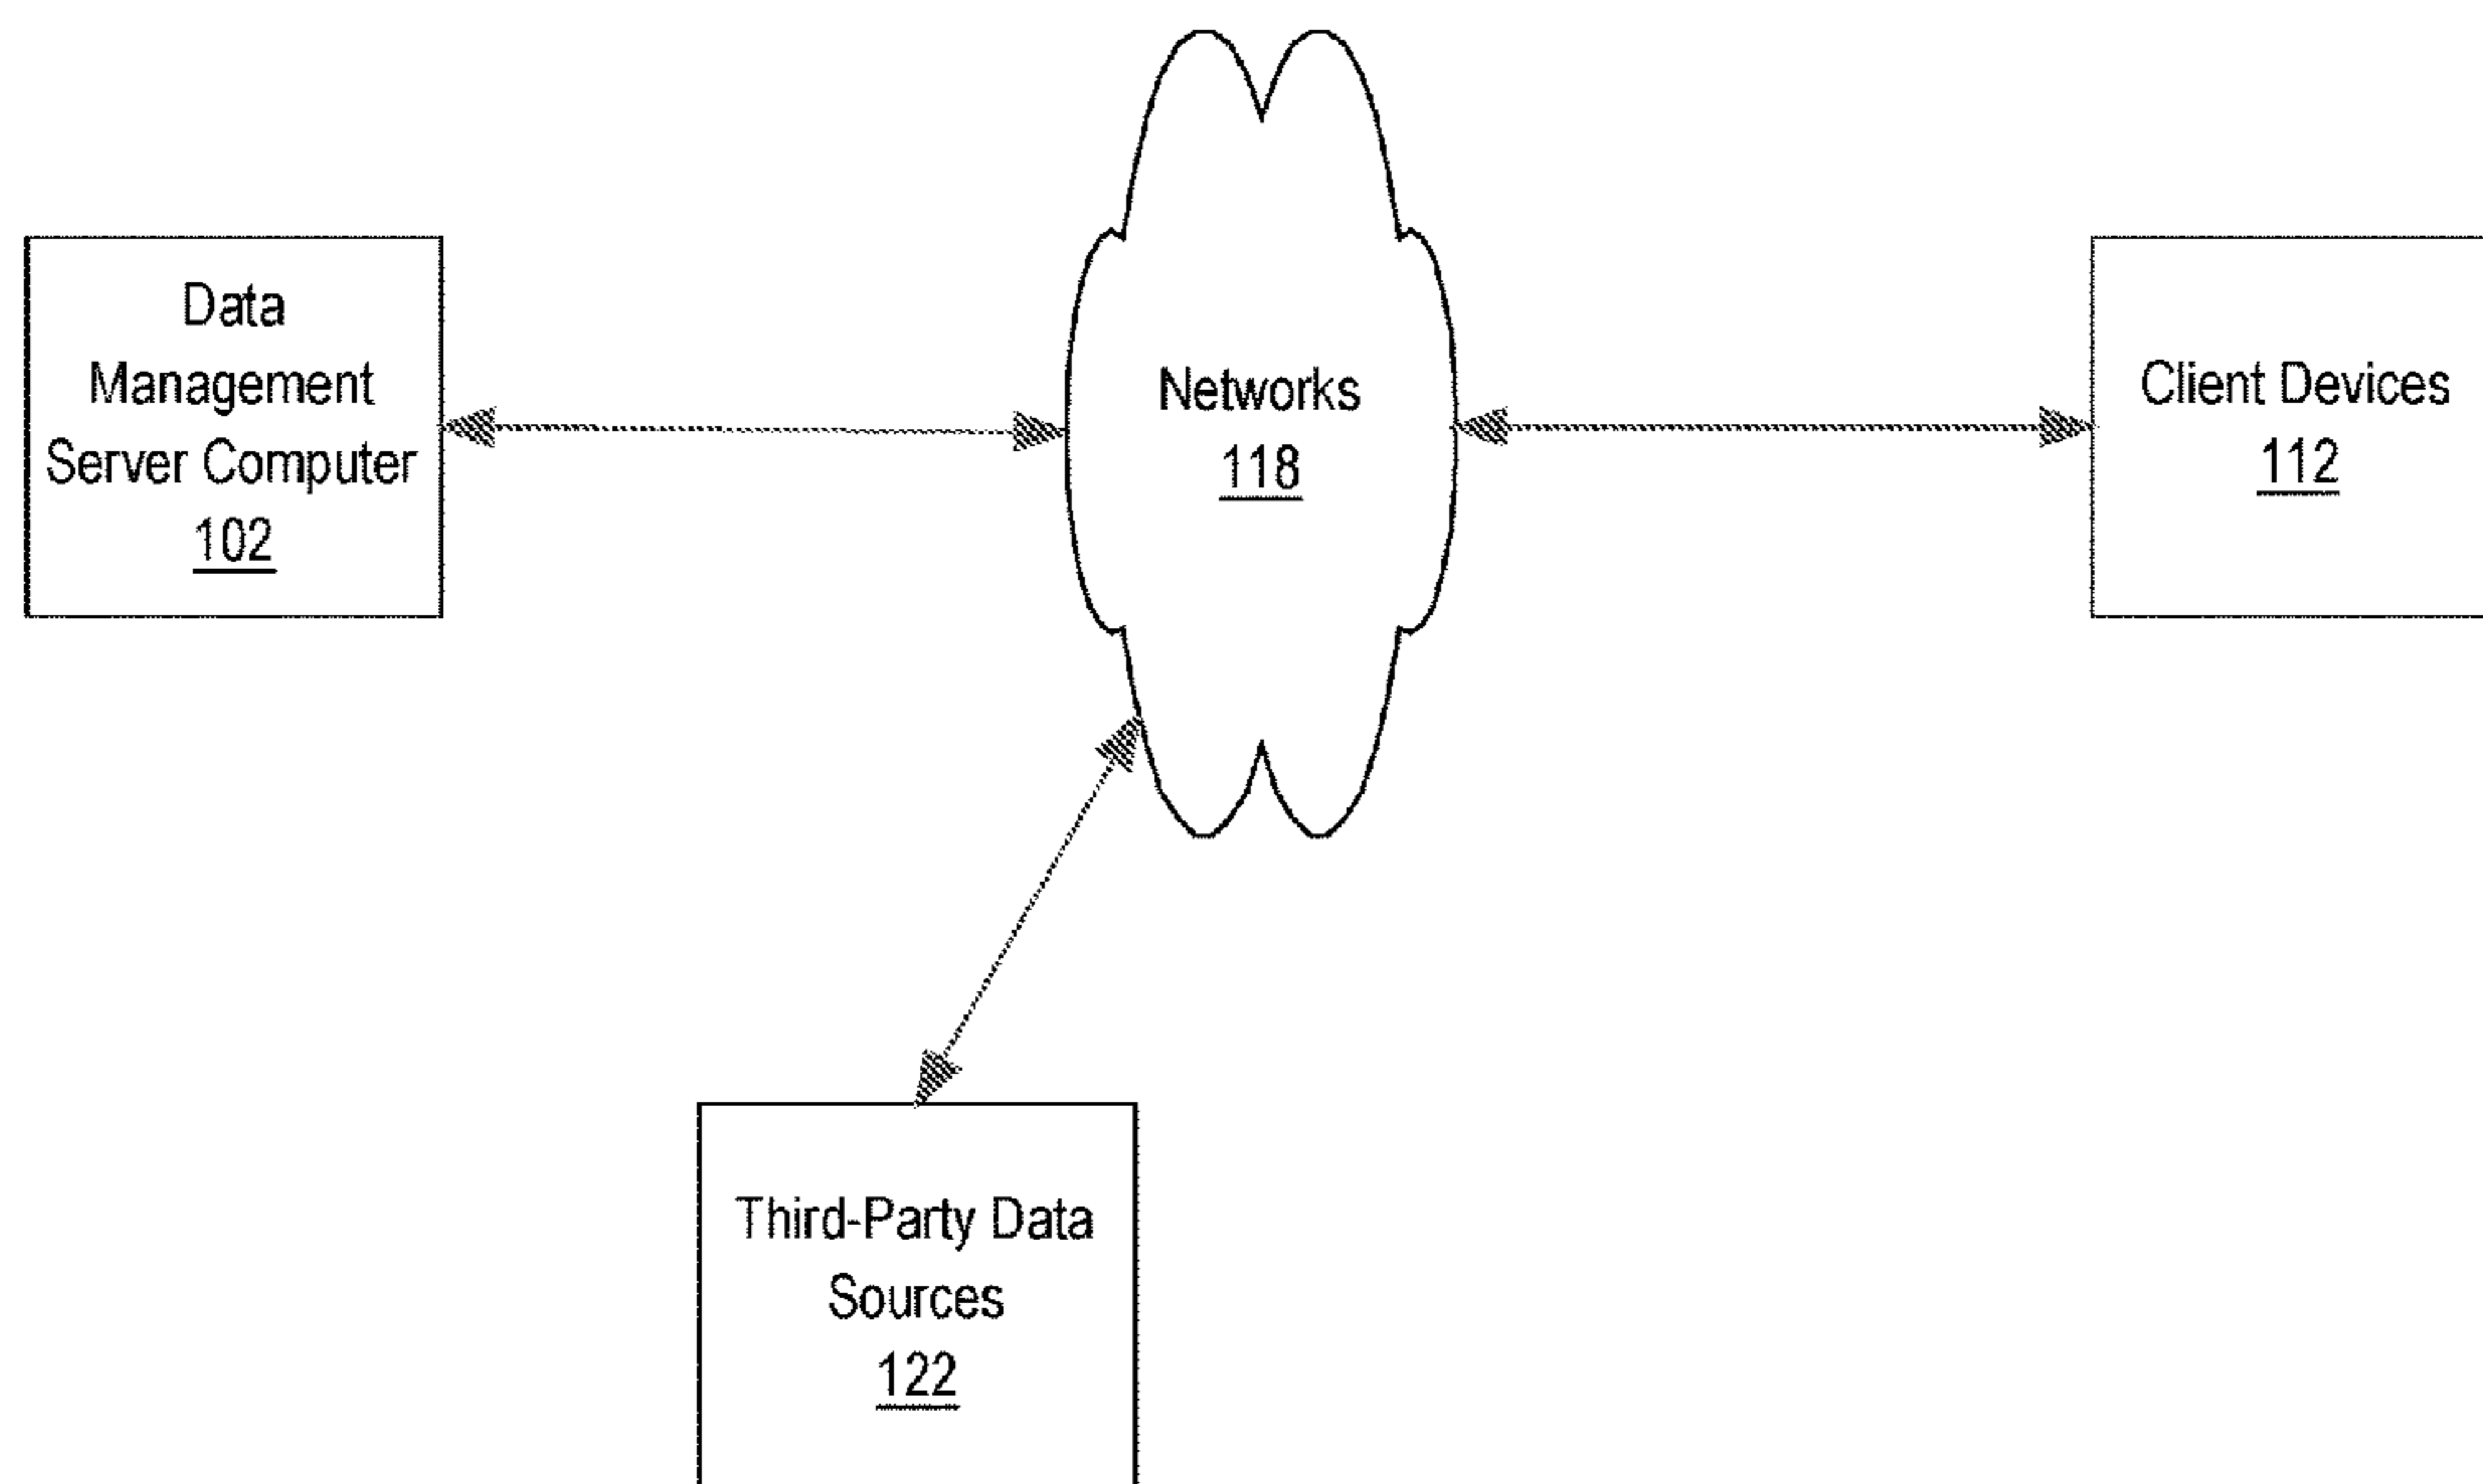 Data
Management
Server Computer
102
Networks
118
Client Devices
112
Third-Party Data
Sources
122